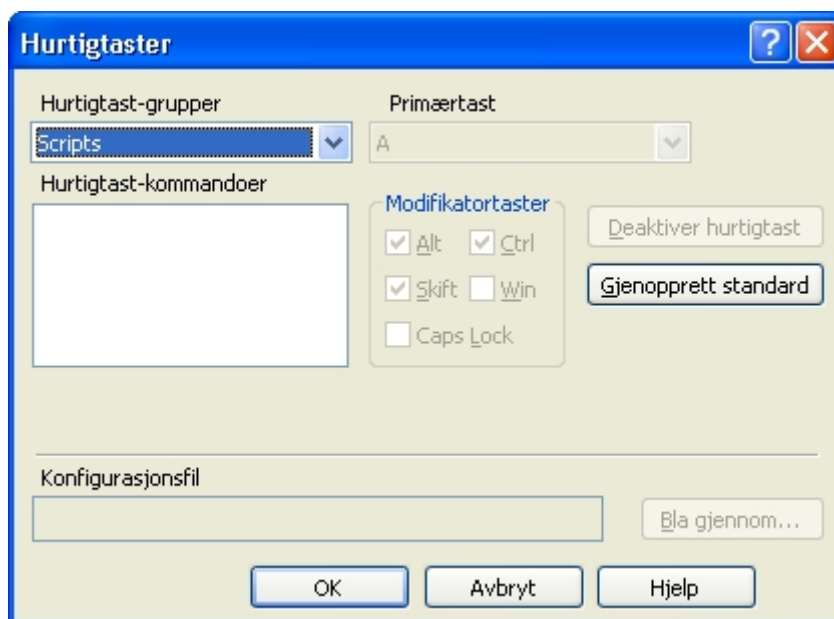 Hurtigtaster
Hurtigtast-grupper
Primærtast
Scripts
A
Hurtigtast-kommandoer
Modifikatortaster
Alt
Ctrl
Skift
Win
Caps Lock
Deaktiver hurtigtast
Gjenopprett standard
Konfigurasjonsfil
Bla gjennom...
OK
Avbryt
Hjelp